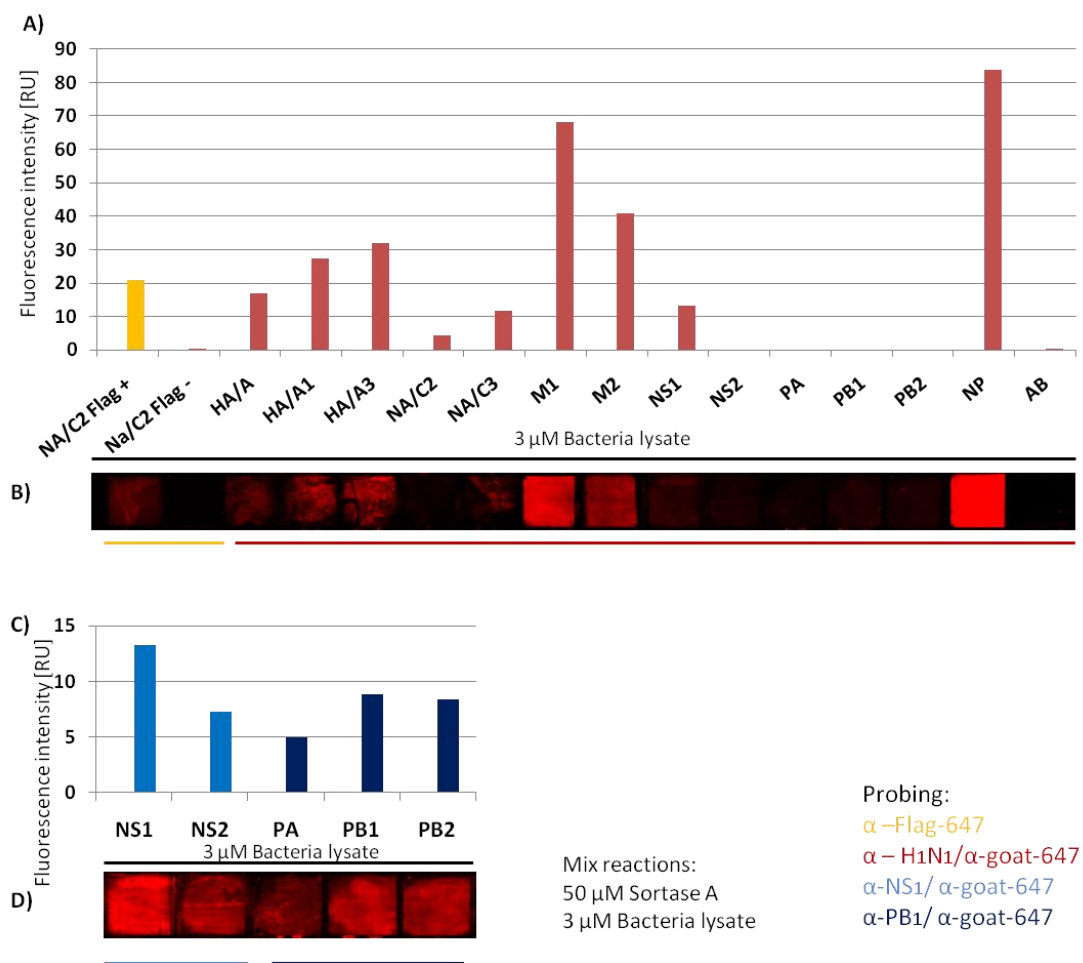 A)
Fluorescence intensity [RU]
90
80
70
60
50
40
30
20
10
0
NA/C2 Flag +
Na/C2 Flag -
HA/A
HA/A1
HA/A3
NA/C2
NA/C3
M1
M2
NS1
NS2
PA
PB1
PB2
NP
AB
3 µM Bacteria lysate
B)
C)
Fluorescence intensity [RU]
15
10
5
0
NS1 NS2 PA PB1 PB2
3 µM Bacteria lysate
D)
Mix reactions:
50 µM Sortase A
3 µM Bacteria lysate
Probing:
α –Flag-647
α – H1N1/α-goat-647
α-NS1/ α-goat-647
α-PB1/ α-goat-647